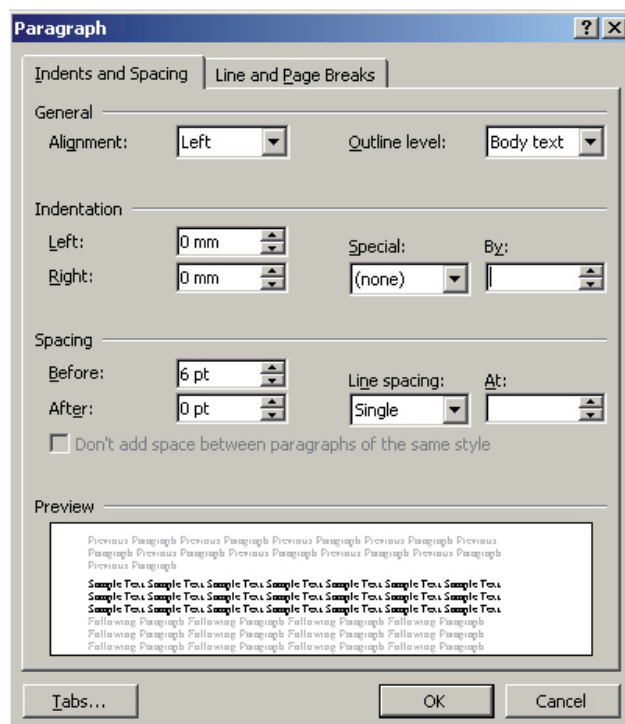 Paragraph
Indents and Spacing Line and Page Breaks
General
Alignment: Left Outline level: Body text
Indentation
Left: 0 mm Special: By:
Right: 0 mm (none)
Spacing
Before: 6 pt Line spacing: At:
After: 0 pt Single
Don't add space between paragraphs of the same style
Preview
Previous Paragraph Previous Paragraph Previous Paragraph Previous Paragraph Previous
Paragraph Previous Paragraph Previous Paragraph Previous Paragraph Previous Paragraph
Previous Paragraph
Sample Text Sample Text Sample Text Sample Text Sample Text Sample Text Sample Text
Sample Text Sample Text Sample Text Sample Text Sample Text Sample Text Sample Text
Sample Text Sample Text Sample Text Sample Text Sample Text Sample Text Sample Text
Following Paragraph Following Paragraph Following Paragraph Following Paragraph
Following Paragraph Following Paragraph Following Paragraph Following Paragraph
Following Paragraph Following Paragraph Following Paragraph Following Paragraph
Tabs... OK Cancel